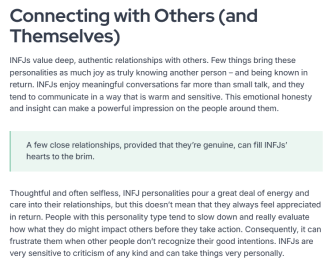 Connecting with Others (and
Themselves)
INFJs value deep, authentic relationships with others. Few things bring these
personalities as much joy as truly knowing another person – and being known in
return. INFJs enjoy meaningful conversations far more than small talk, and they
tend to communicate in a way that is warm and sensitive. This emotional honesty
and insight can make a powerful impression on the people around them.
A few close relationships, provided that they're genuine, can fill INFJs'
hearts to the brim.
Thoughtful and often selfless, INFJ personalities pour a great deal of energy and
care into their relationships, but this doesn't mean that they always feel appreciated
in return. People with this personality type tend to slow down and really evaluate
how what they do might impact others before they take action. Consequently, it can
frustrate them when other people don't recognize their good intentions. INFJs are
very sensitive to criticism of any kind and can take things very personally.